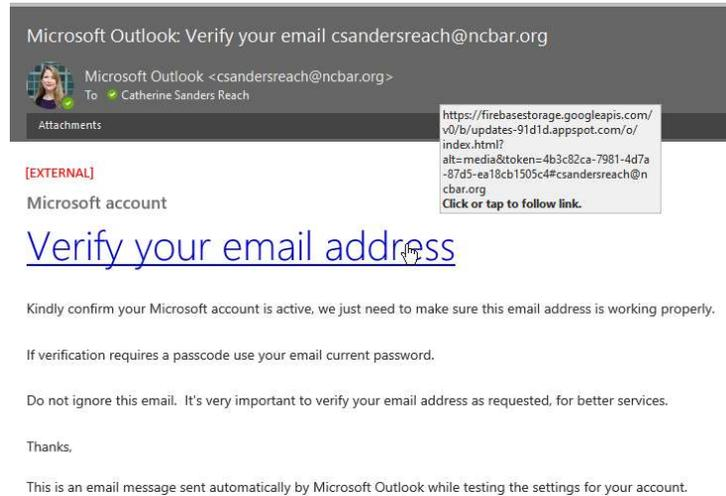 Microsoft Outlook: Verify your email csandersreach@ncbar.org
Microsoft Outlook <csandersreach@ncbar.org>
To Catherine Sanders Reach
Attachments
https://firebasestorage.googleapis.com/
v0/b/updates-91d1d.appspot.com/o/
index.html?
alt=media&token=4b3c82ca-7981-4d7a
-87d5-ea18cb1505c4#csandersreach@n
cbar.org
Click or tap to follow link.
[EXTERNAL]
Microsoft account
Verify your email address
Kindly confirm your Microsoft account is active, we just need to make sure this email address is working properly.
If verification requires a passcode use your email current password.
Do not ignore this email.  It's very important to verify your email address as requested, for better services.
Thanks,
This is an email message sent automatically by Microsoft Outlook while testing the settings for your account.